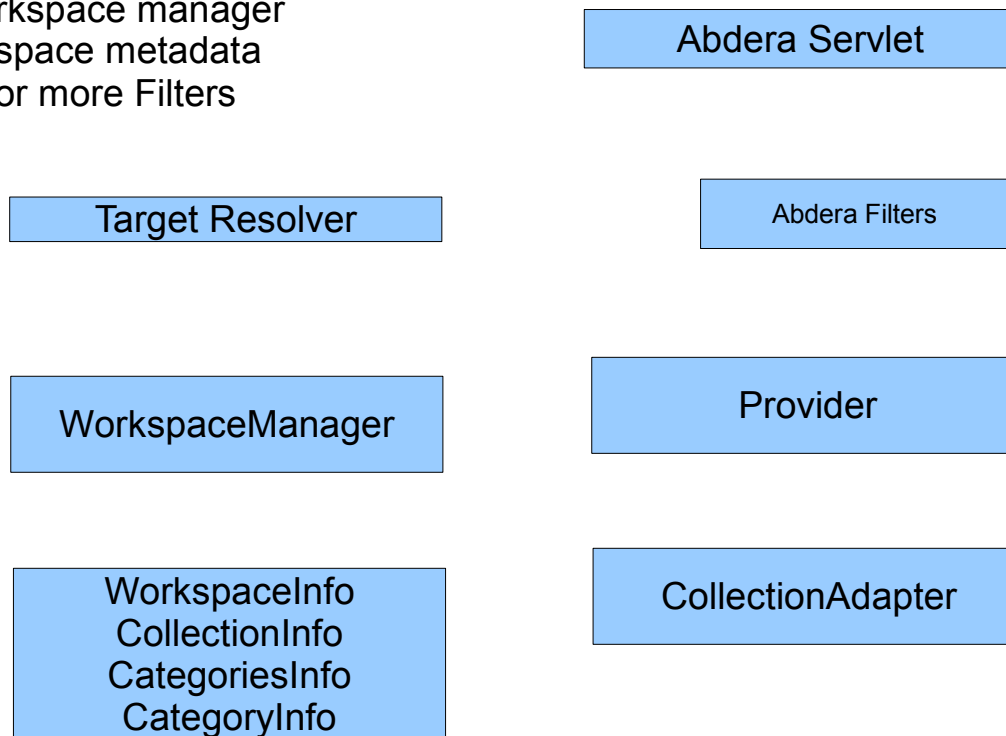 space metadata
or more Filters
manager
Abdera Servlet
Target Resolver
Abdera Filters
WorkspaceManager
Provider
WorkspaceInfo
CollectionInfo
CategoriesInfo
CategoryInfo
CollectionAdapter